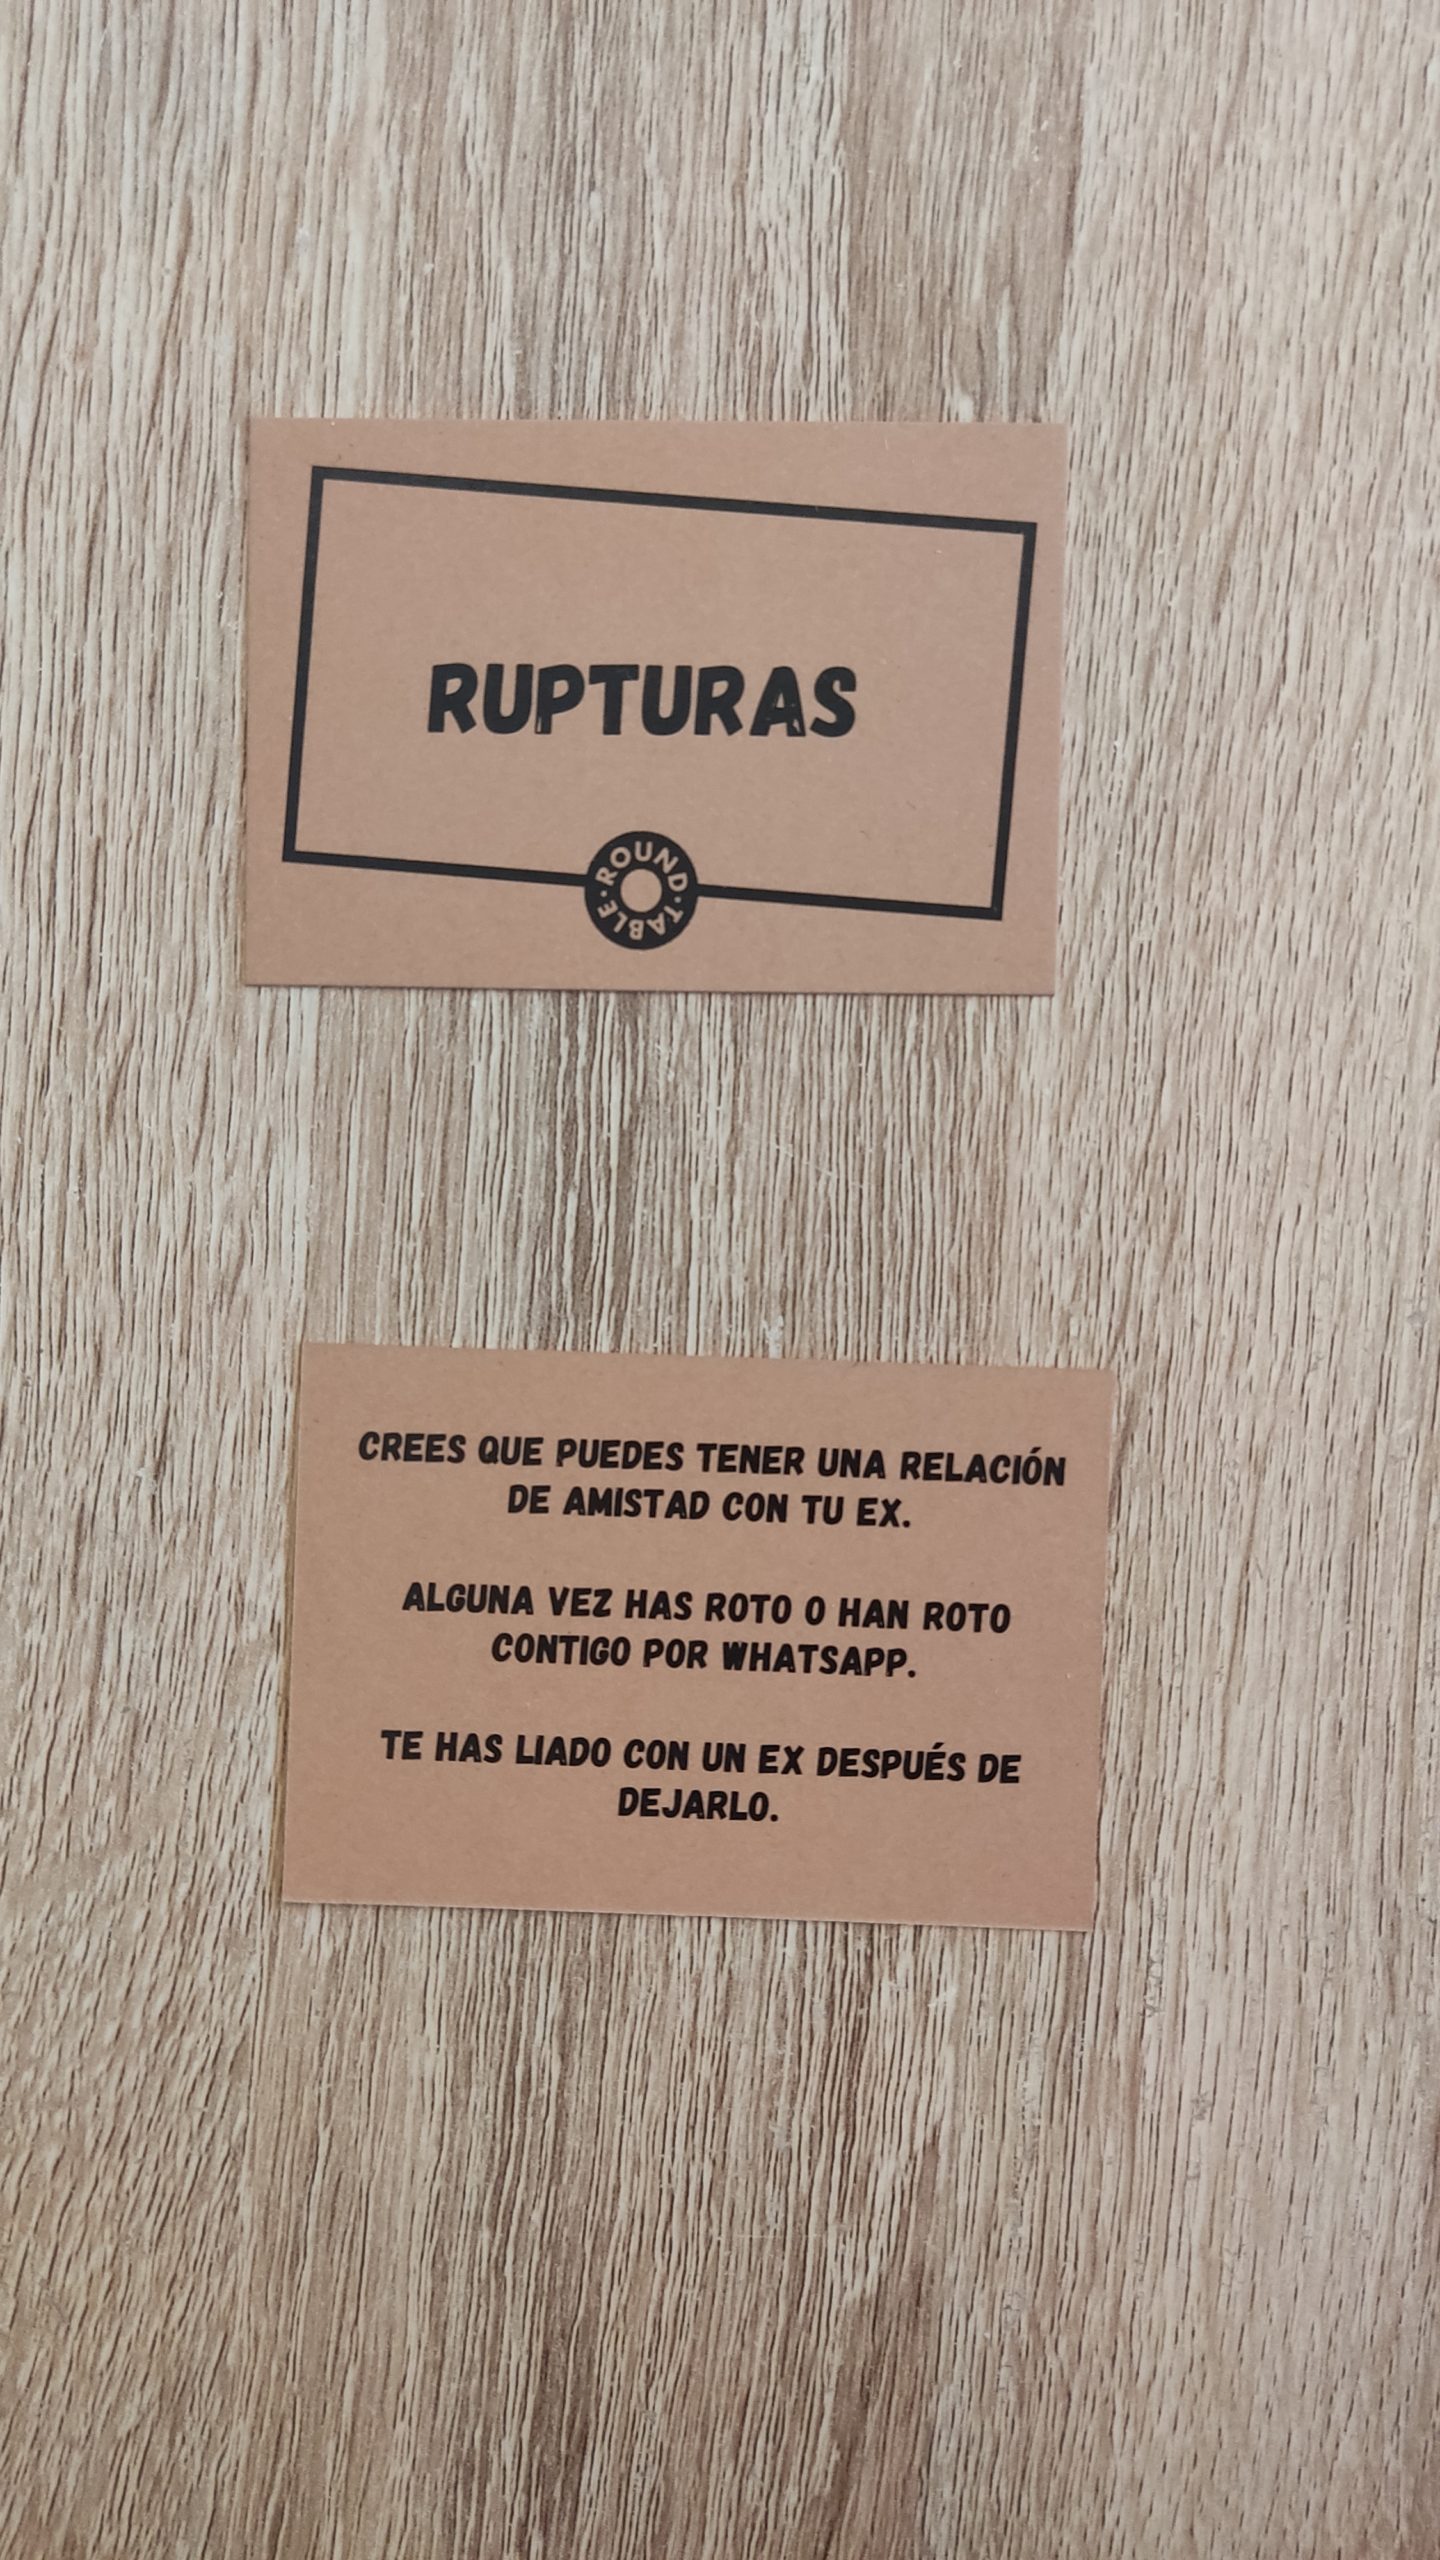 RUPTURAS
ROUND · TABLE ·
CREES QUE PUEDES TENER UNA RELACIÓN
DE AMISTAD CON TU EX.
ALGUNA VEZ HAS ROTO O HAN ROTO
CONTIGO POR WHATSAPP.
TE HAS LIADO CON UN EX DESPUÉS DE
DEJARLO.